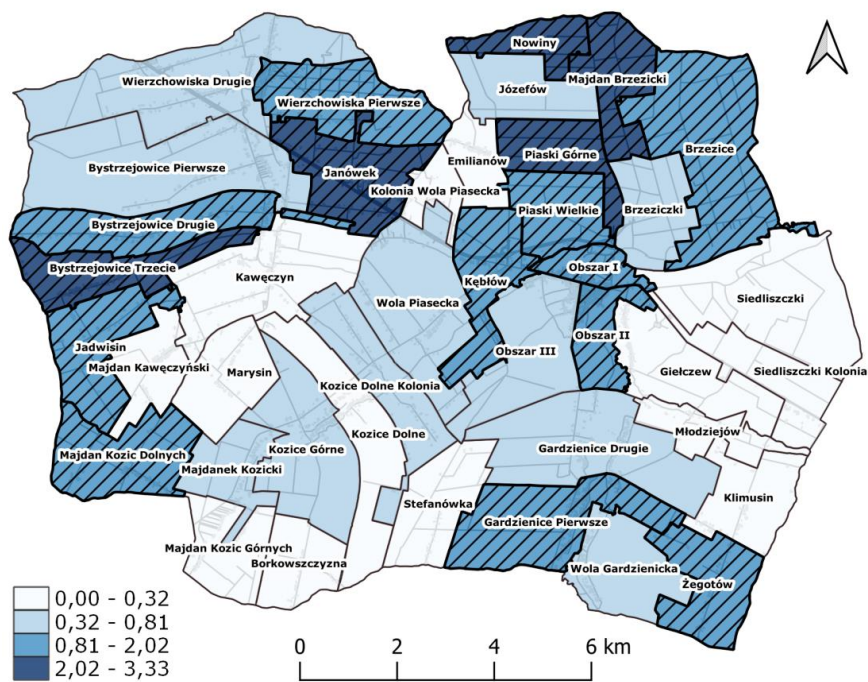 Nowiny
Wierzchowiska Drugie
Majdan Brzezicki
Józefów
Wierzchowiska Pierwsze
Brzezice
Piaski Górne
Emilianów
Bystrzejowice Pierwsze
Janówek
Kolonia Wola Piasecka
Piaski Wielkie
Brzeziczki
Bystrzejowice Drugie
Bystrzejowice Trzecie
Obszar I
Kawęczyn
Kębłów
Wola Piasecka
Siedliszczki
Obszar II
Jadwisin
Obszar III
Majdan Kawęczyński
Marysin
Giełczew
Siedliszczki Kolonia
Kozice Dolne Kolonia
Młodziejów
Kozice Dolne
Kozice Górne
Gardzienice Drugie
Majdan Kozic Dolnych
Majdanek Kozicki
Klimusin
Stefanówka
Gardzienice Pierwsze
Majdan Kozic Górnych
Borkowszczyzna
Wola Gardzienicka
Żegotów
0,00 - 0,32
0,32 - 0,81
0,81 - 2,02
2,02 - 3,33
0 2 4 6 km